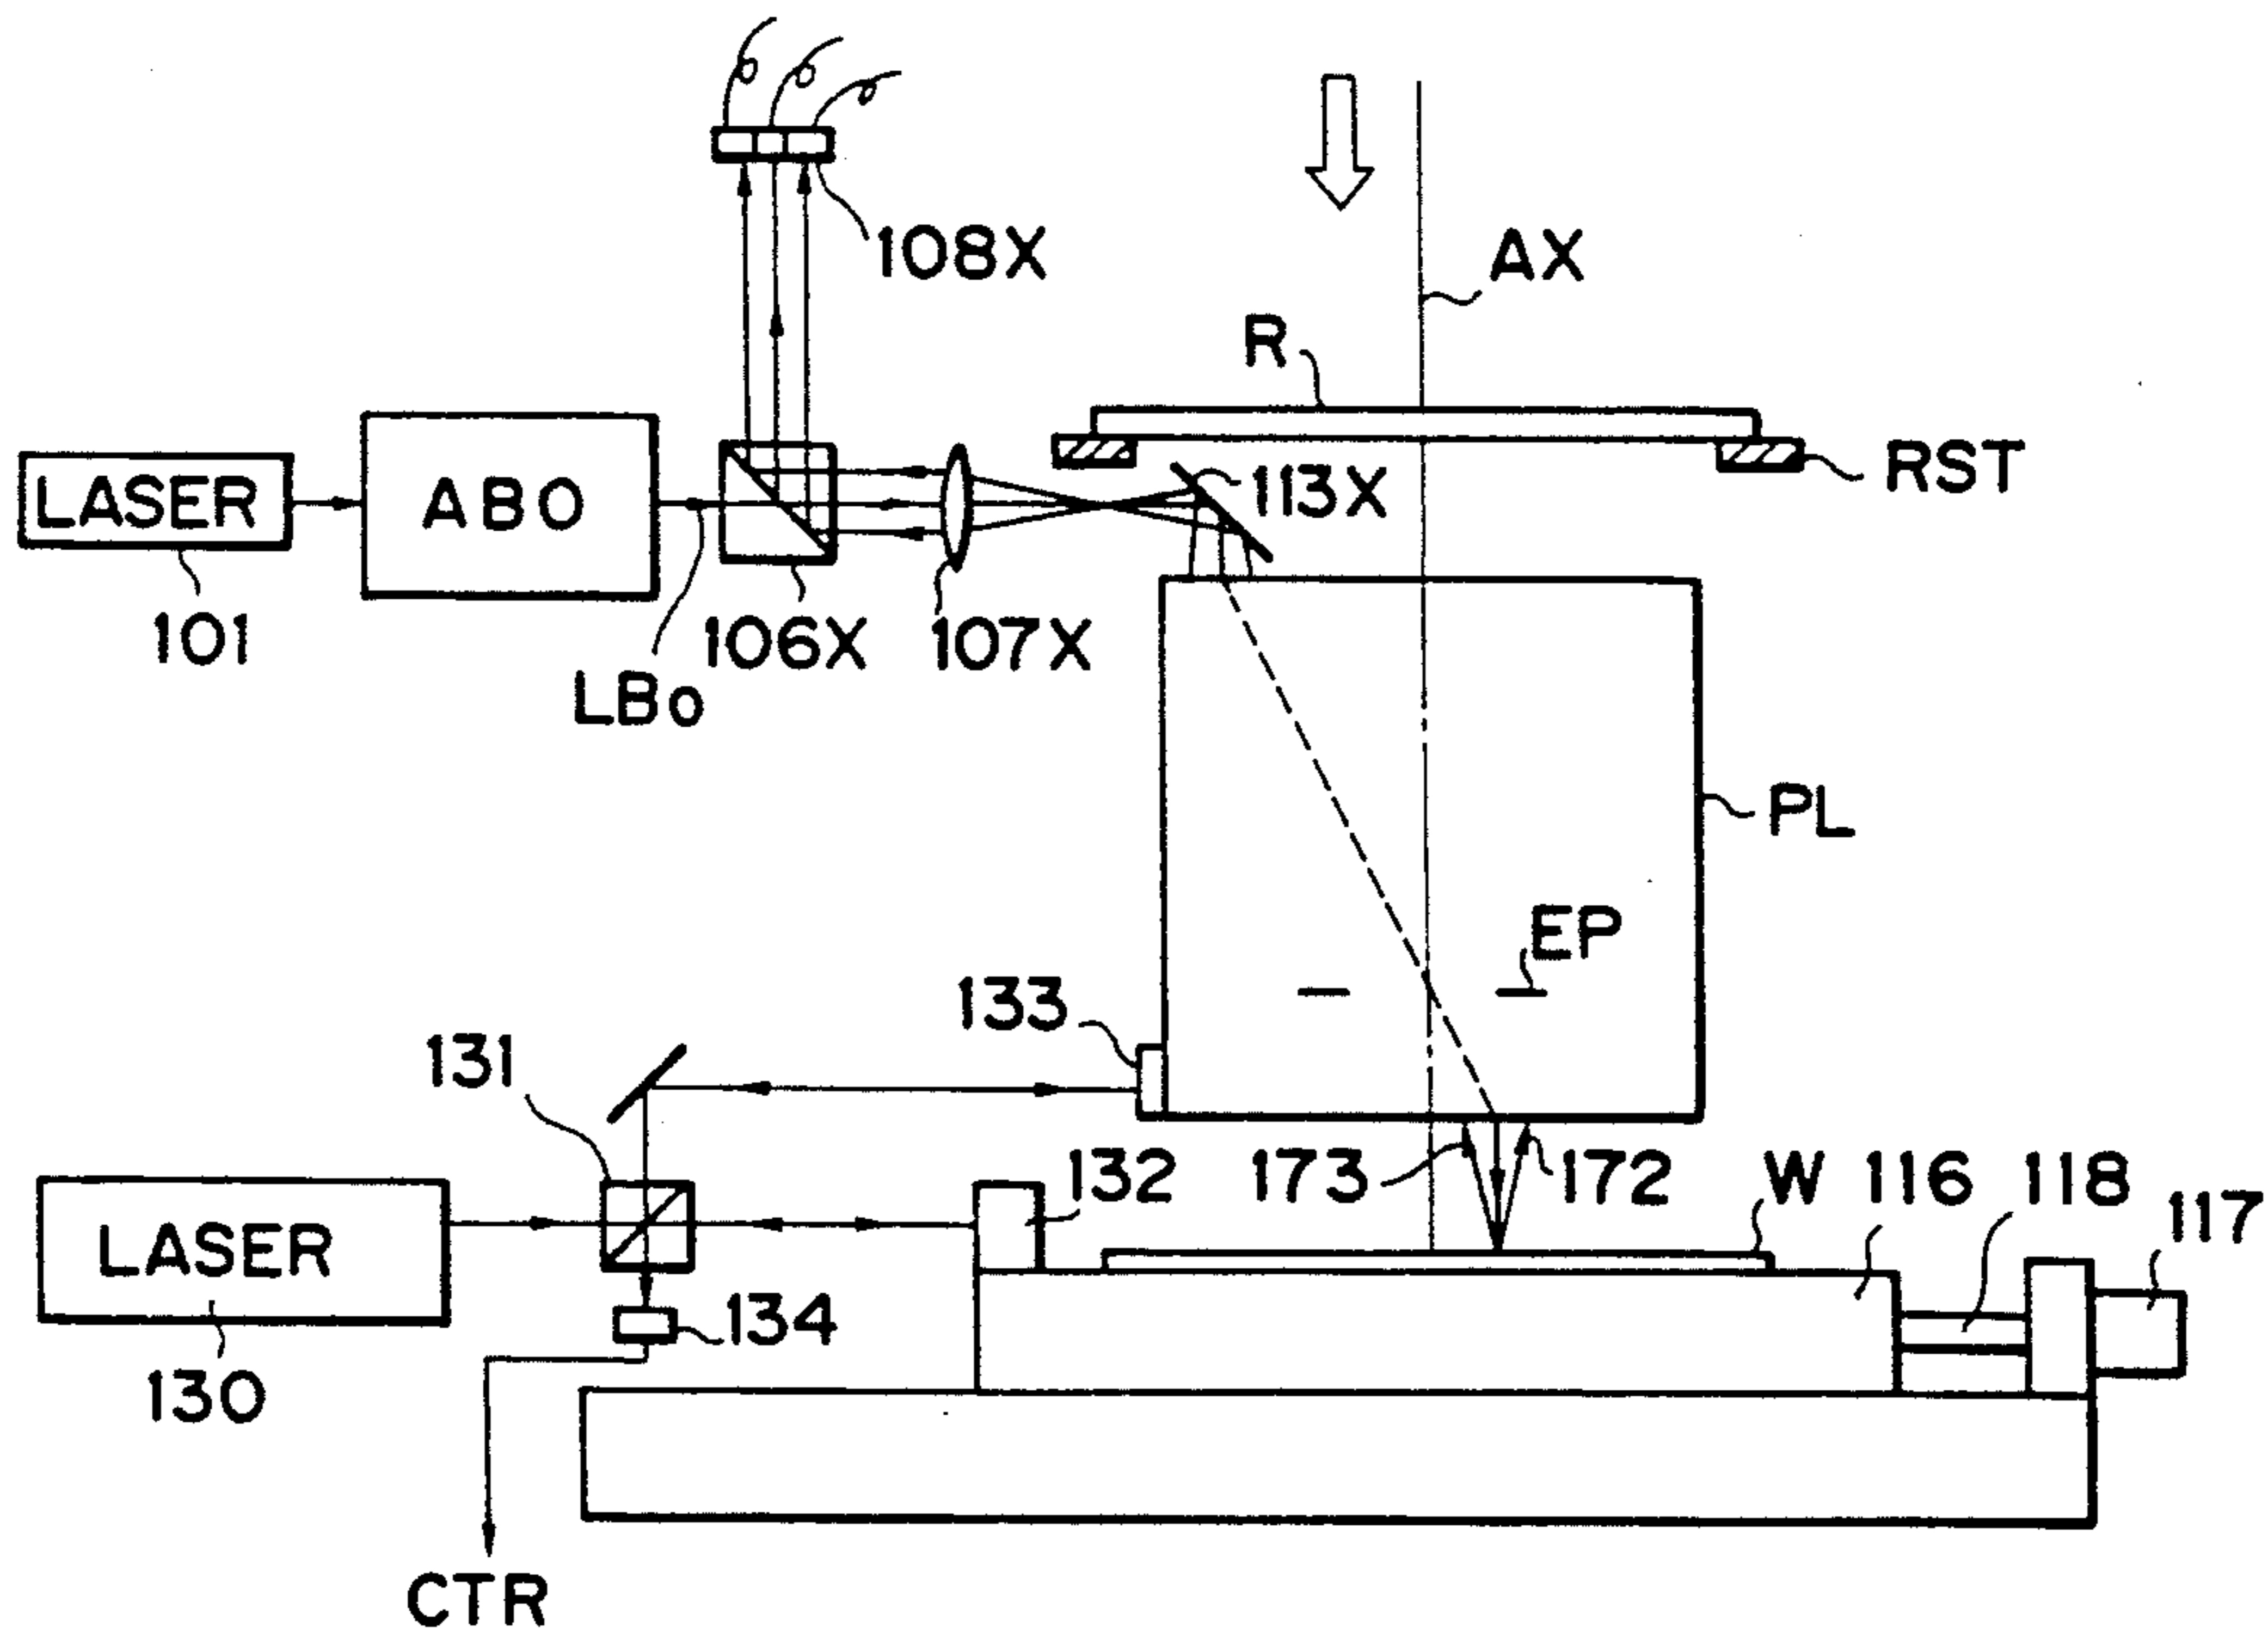 108X
AX
R
LASER
ABO
113X
RST
101
LBo
106X
107X
PL
EP
133
131
132
173
172
W
116
118
117
LASER
134
130
CTR